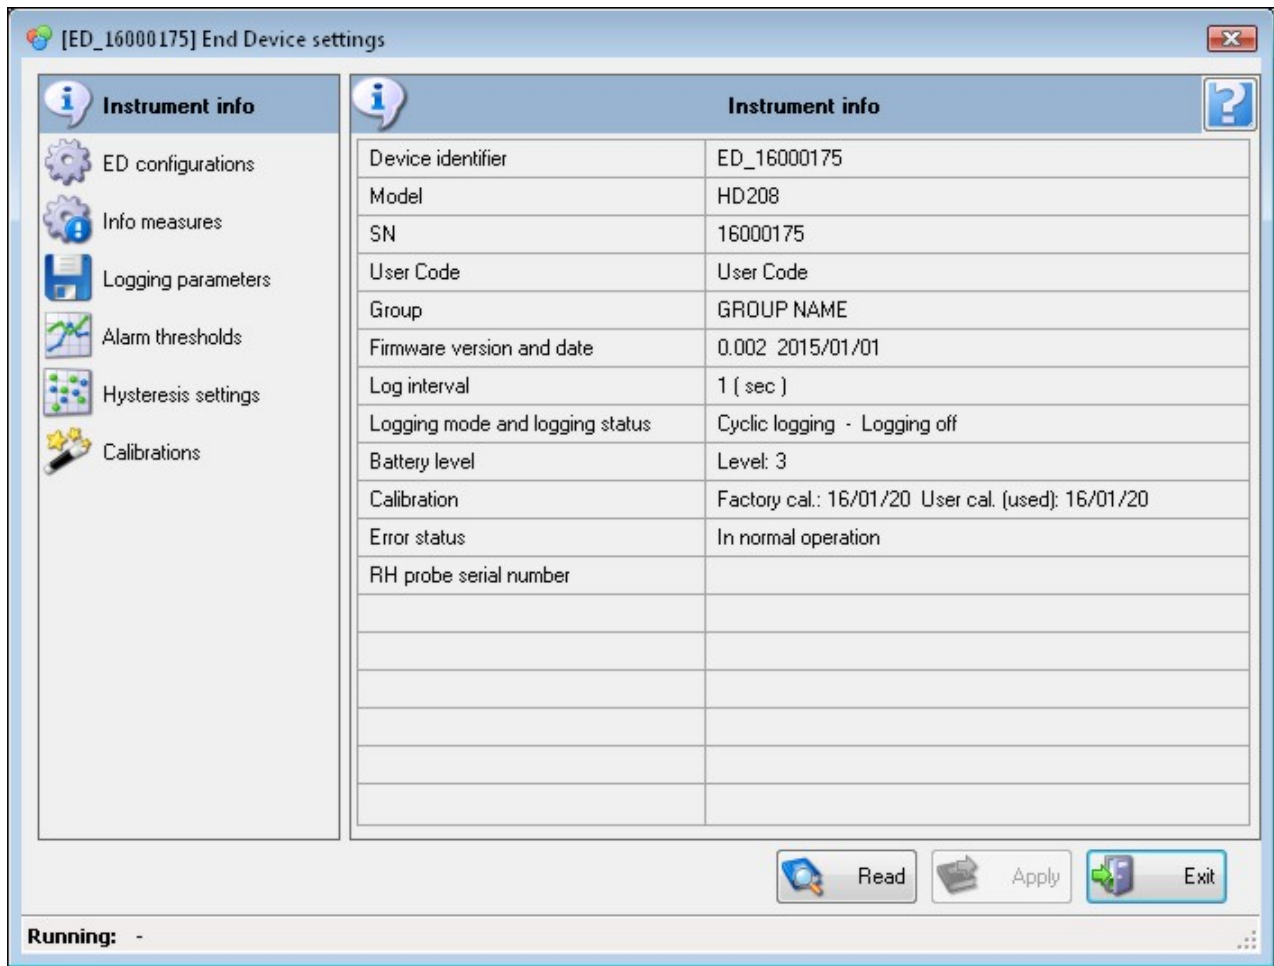 [ED_16000175] End Device settings
Instrument info
ED configurations
Info measures
Logging parameters
Alarm thresholds
Hysteresis settings
Calibrations
Instrument info
Device identifier ED_16000175
Model HD208
SN 16000175
User Code User Code
Group GROUP NAME
Firmware version and date 0.002 2015/01/01
Log interval 1 ( sec )
Logging mode and logging status Cyclic logging - Logging off
Battery level Level: 3
Calibration Factory cal.: 16/01/20 User cal. (used): 16/01/20
Error status In normal operation
RH probe serial number
Read Apply Exit
Running: -